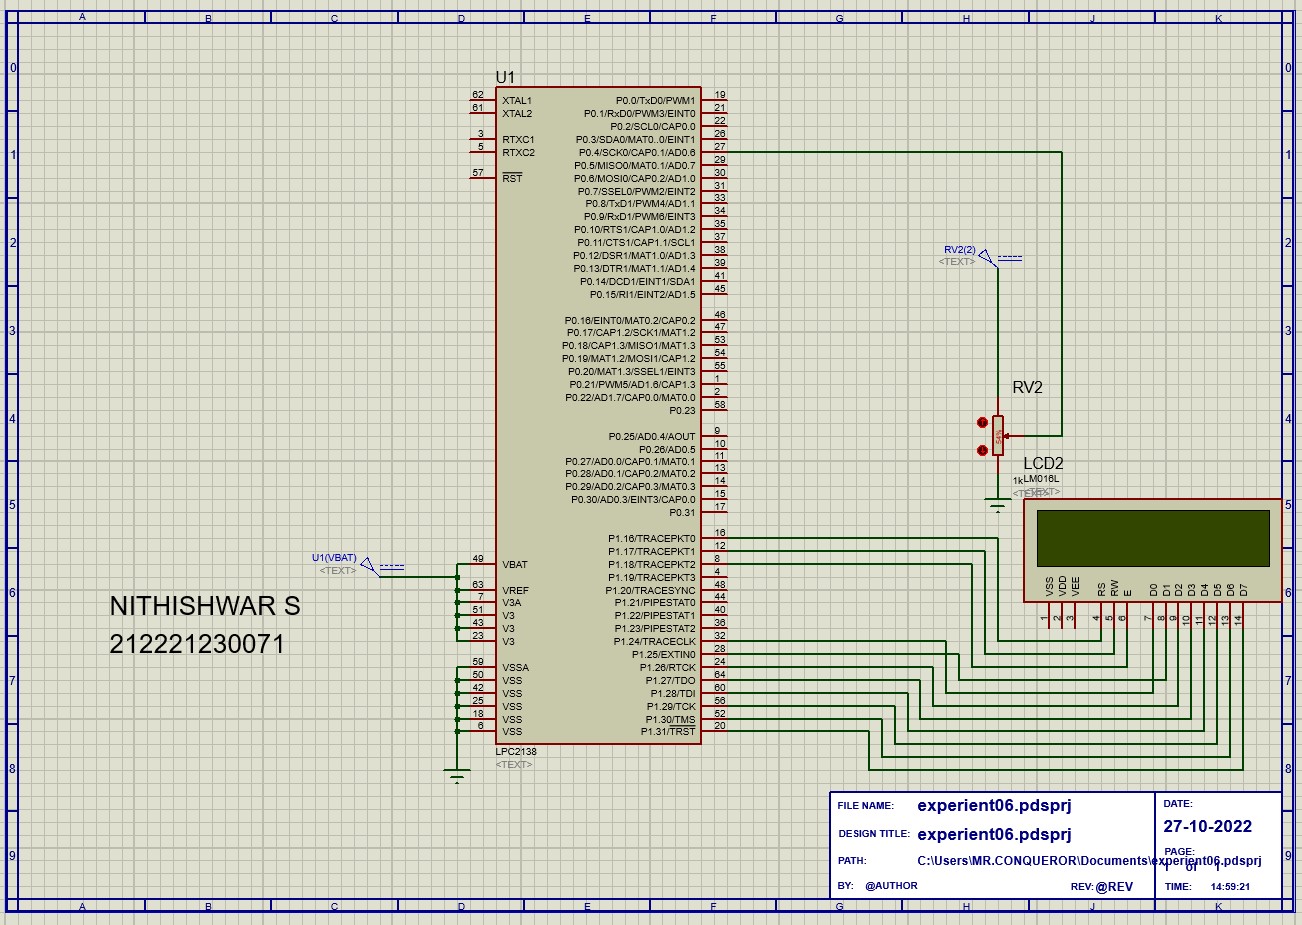 A B C D E F G H J K
0 0
1 1
2 2
3 3
4 4
5 5
6 6
7 7
8 8
9 9
U1
62 XTAL1
61 XTAL2
3 RTXC1
5 RTXC2
57 RST
P0.0/TxD0/PWM1 19
P0.1/RxD0/PWM3/EINT0 21
P0.2/SCL0/CAP0.0 22
P0.3/SDA0/MAT0..0/EINT1 26
P0.4/SCK0/CAP0.1/AD0.6 27
P0.5/MISO0/MAT0.1/AD0.7 29
P0.6/MOSI0/CAP0.2/AD1.0 30
P0.7/SSEL0/PWM2/EINT2 31
P0.8/TxD1/PWM4/AD1.1 33
P0.9/RxD1/PWM6/EINT3 34
P0.10/RTS1/CAP1.0/AD1.2 35
P0.11/CTS1/CAP1.1/SCL1 37
P0.12/DSR1/MAT1.0/AD1.3 38
P0.13/DTR1/MAT1.1/AD1.4 39
P0.14/DCD1/EINT1/SDA1 41
P0.15/RI1/EINT2/AD1.5 45
P0.16/EINT0/MAT0.2/CAP0.2 46
P0.17/CAP1.2/SCK1/MAT1.2 47
P0.18/CAP1.3/MISO1/MAT1.3 53
P0.19/MAT1.2/MOSI1/CAP1.2 54
P0.20/MAT1.3/SSEL1/EINT3 55
P0.21/PWM5/AD1.6/CAP1.3 1
P0.22/AD1.7/CAP0.0/MAT0.0 2
P0.23 58
P0.25/AD0.4/AOUT 9
P0.26/AD0.5 10
P0.27/AD0.0/CAP0.1/MAT0.1 11
P0.28/AD0.1/CAP0.2/MAT0.2 13
P0.29/AD0.2/CAP0.3/MAT0.3 14
P0.30/AD0.3/EINT3/CAP0.0 15
P0.31 17
P1.16/TRACEPKT0 16
P1.17/TRACEPKT1 12
P1.18/TRACEPKT2 8
P1.19/TRACEPKT3 4
P1.20/TRACESYNC 48
P1.21/PIPESTAT0 44
P1.22/PIPESTAT1 40
P1.23/PIPESTAT2 36
P1.24/TRACECLK 32
P1.25/EXTIN0 28
P1.26/RTCK 24
P1.27/TDO 64
P1.28/TDI 60
P1.29/TCK 56
P1.30/TMS 52
P1.31/TRST 20
U1(VBAT)
<TEXT>
49 VBAT
63 VREF
7 V3A
51 V3
43 V3
23 V3
59 VSSA
50 VSS
42 VSS
25 VSS
18 VSS
6 VSS
LPC2138
<TEXT>
NITHISHWAR S
212221230071
RV2(2)
<TEXT>
RV2
54%
1k
<TEXT>
LCD2
LM016L
<TEXT>
VSS VDD VEE RS RW E D0 D1 D2 D3 D4 D5 D6 D7
1 2 3 4 5 6 7 8 9 10 11 12 13 14
FILE NAME: experient06.pdsprj
DESIGN TITLE: experient06.pdsprj
PATH: C:\Users\MR.CONQUEROR\Documents\experient06.pdsprj
BY: @AUTHOR REV: @REV
DATE:
27-10-2022
PAGE:
1 of 1
TIME: 14:59:21
A B C D E F G H J K